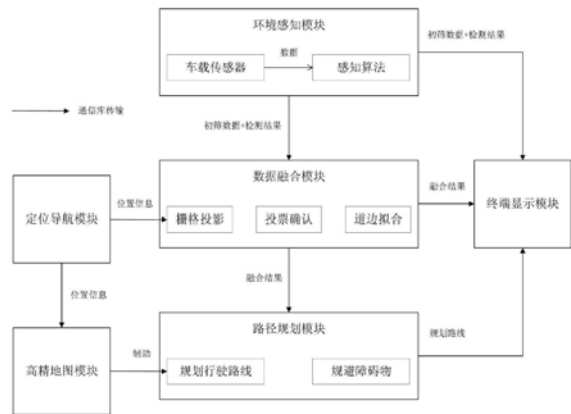 环境感知模块
初筛数据+检测结果
数据
车载传感器
感知算法
通信库传输
初筛数据+检测结果
数据融合模块
融合结果
定位导航模块
位置信息
栅格投影
投票确认
道边拟合
终端显示模块
位置信息
融合结果
路径规划模块
规划路线
高精地图模块
辅助
规划行驶路线
规避障碍物